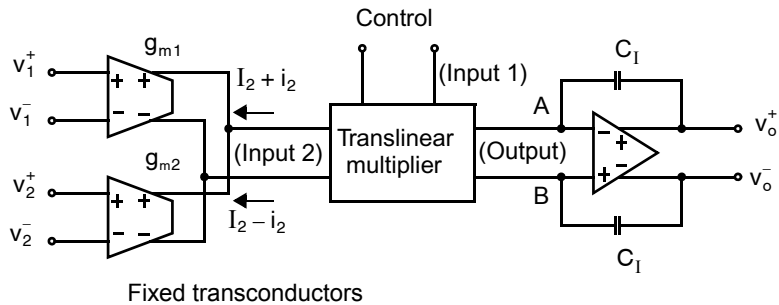 Control
g_m1
C_I
v_1^+
+ +
I_2 + i_2
(Input 1)
A
v_1^-
− −
− +
v_o^+
g_m2
(Input 2)
Translinear
multiplier
(Output)
v_2^+
+ +
+ −
v_o^-
B
v_2^-
− −
I_2 – i_2
C_I
Fixed transconductors